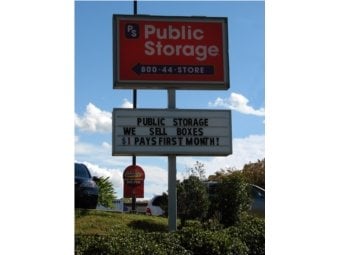 PS Public
Storage
800-44-STORE
PUBLIC STORAGE
WE SELL BOXES
$1 PAYS FIRST MONTH!